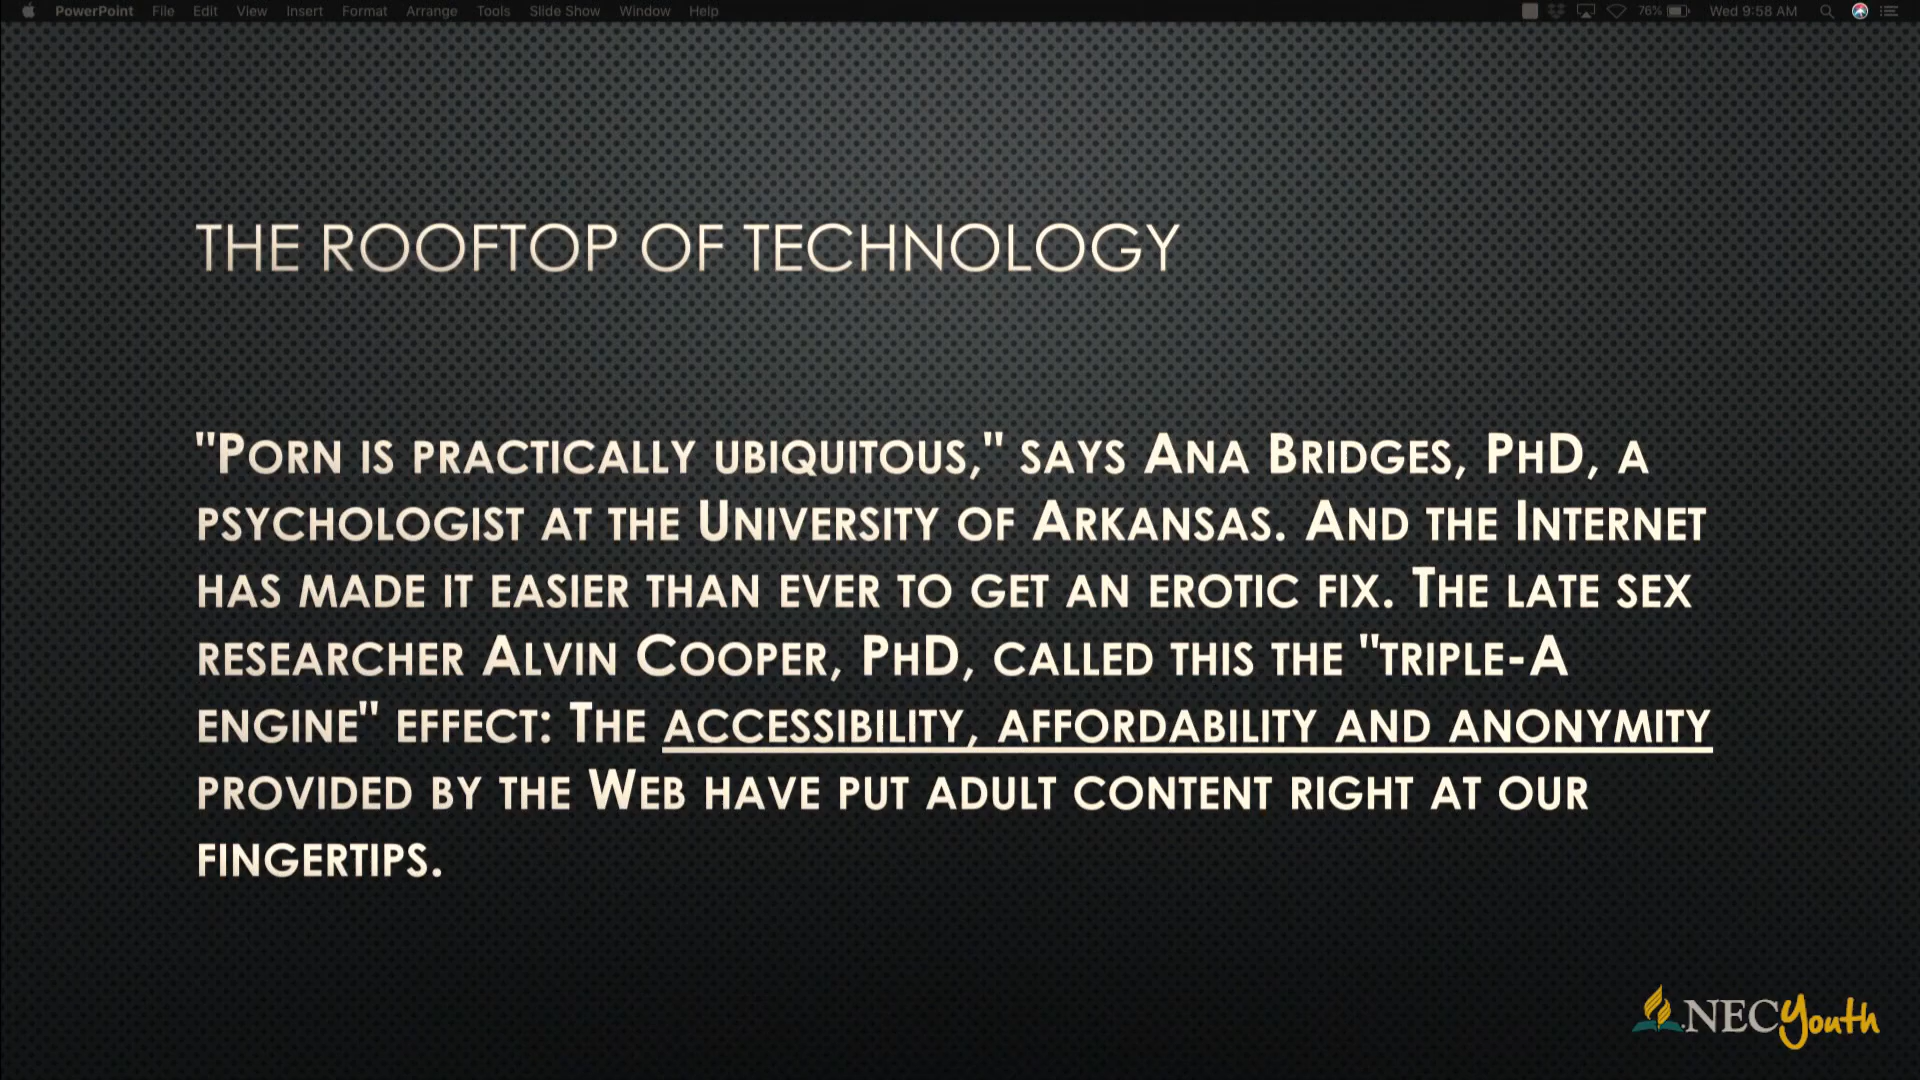 PowerPoint File Edit View Insert Format Arrange Tools Slide Show Window Help 76% Wed 9:58 AM
THE ROOFTOP OF TECHNOLOGY
"PORN IS PRACTICALLY UBIQUITOUS," SAYS ANA BRIDGES, PHD, A
PSYCHOLOGIST AT THE UNIVERSITY OF ARKANSAS. AND THE INTERNET
HAS MADE IT EASIER THAN EVER TO GET AN EROTIC FIX. THE LATE SEX
RESEARCHER ALVIN COOPER, PHD, CALLED THIS THE "TRIPLE-A
ENGINE" EFFECT: THE ACCESSIBILITY, AFFORDABILITY AND ANONYMITY
PROVIDED BY THE WEB HAVE PUT ADULT CONTENT RIGHT AT OUR
FINGERTIPS.
NECYouth